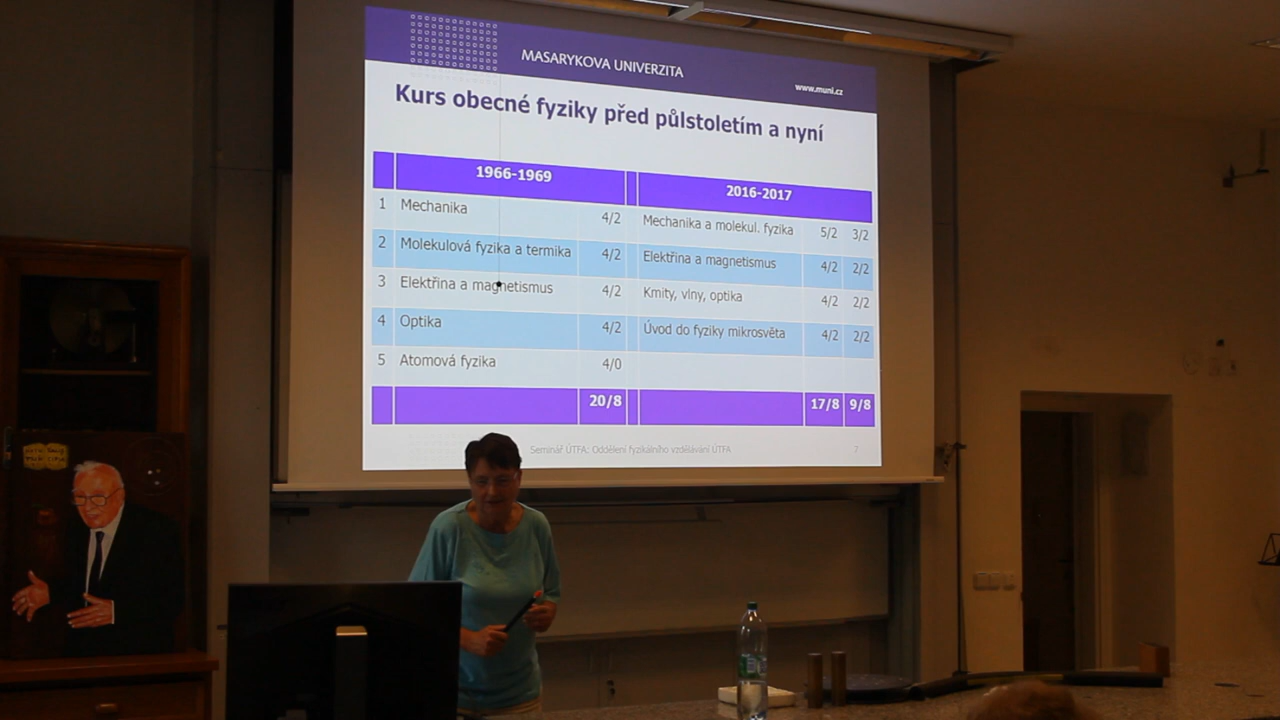 MASARYKOVA UNIVERZITA
www.muni.cz
Kurs obecné fyziky před půlstoletím a nyní
1966-1969 2016-2017
1 Mechanika 4/2 Mechanika a molekul. fyzika 5/2 3/2
2 Molekulová fyzika a termika 4/2 Elektřina a magnetismus 4/2 2/2
3 Elektřina a magnetismus 4/2 Kmity, vlny, optika 4/2 2/2
4 Optika 4/2 Úvod do fyziky mikrosvěta 4/2 2/2
5 Atomová fyzika 4/0
20/8 17/8 9/8
Seminář ÚTFA: Oddělení fyzikálního vzdělávání ÚTFA 7